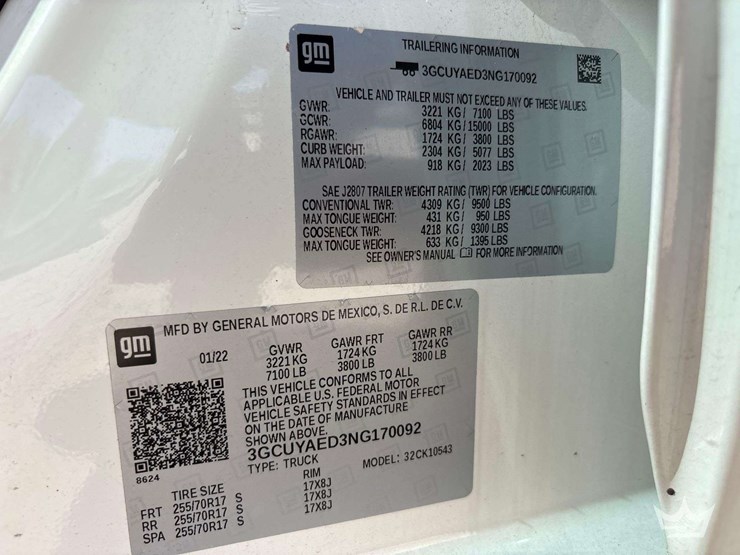 gm
TRAILERING INFORMATION
3GCUYAED3NG170092
VEHICLE AND TRAILER MUST NOT EXCEED ANY OF THESE VALUES.
GVWR: 3221 KG/ 7100 LBS
GCWR: 6804 KG/15000 LBS
RGAWR: 1724 KG/ 3800 LBS
CURB WEIGHT: 2304 KG/ 5077 LBS
MAX PAYLOAD: 918 KG/ 2023 LBS
SAE J2807 TRAILER WEIGHT RATING (TWR) FOR VEHICLE CONFIGURATION.
CONVENTIONAL TWR: 4309 KG/ 9500 LBS
MAX TONGUE WEIGHT: 431 KG/ 950 LBS
GOOSENECK TWR: 4218 KG/ 9300 LBS
MAX TONGUE WEIGHT: 633 KG/ 1395 LBS
SEE OWNER'S MANUAL FOR MORE INFORMATION
gm
MFD BY GENERAL MOTORS DE MEXICO, S. DE R.L. DE C.V.
01/22 GVWR GAWR FRT GAWR RR
3221 KG 1724 KG 1724 KG
7100 LB 3800 LB 3800 LB
THIS VEHICLE CONFORMS TO ALL
APPLICABLE U.S. FEDERAL MOTOR
VEHICLE SAFETY STANDARDS IN EFFECT
ON THE DATE OF MANUFACTURE
SHOWN ABOVE.
3GCUYAED3NG170092
8624 TYPE: TRUCK MODEL: 32CK10543
TIRE SIZE RIM
FRT 255/70R17 S 17X8J
RR 255/70R17 S 17X8J
SPA 255/70R17 S 17X8J